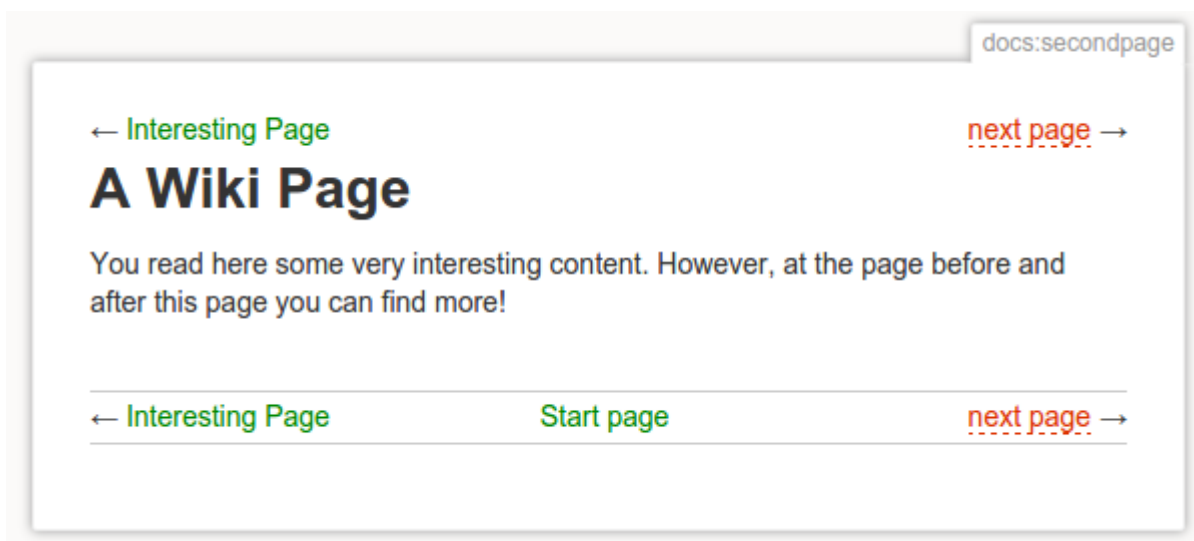 docs:secondpage
← Interesting Page next page →
A Wiki Page
You read here some very interesting content. However, at the page before and
after this page you can find more!
← Interesting Page Start page next page →